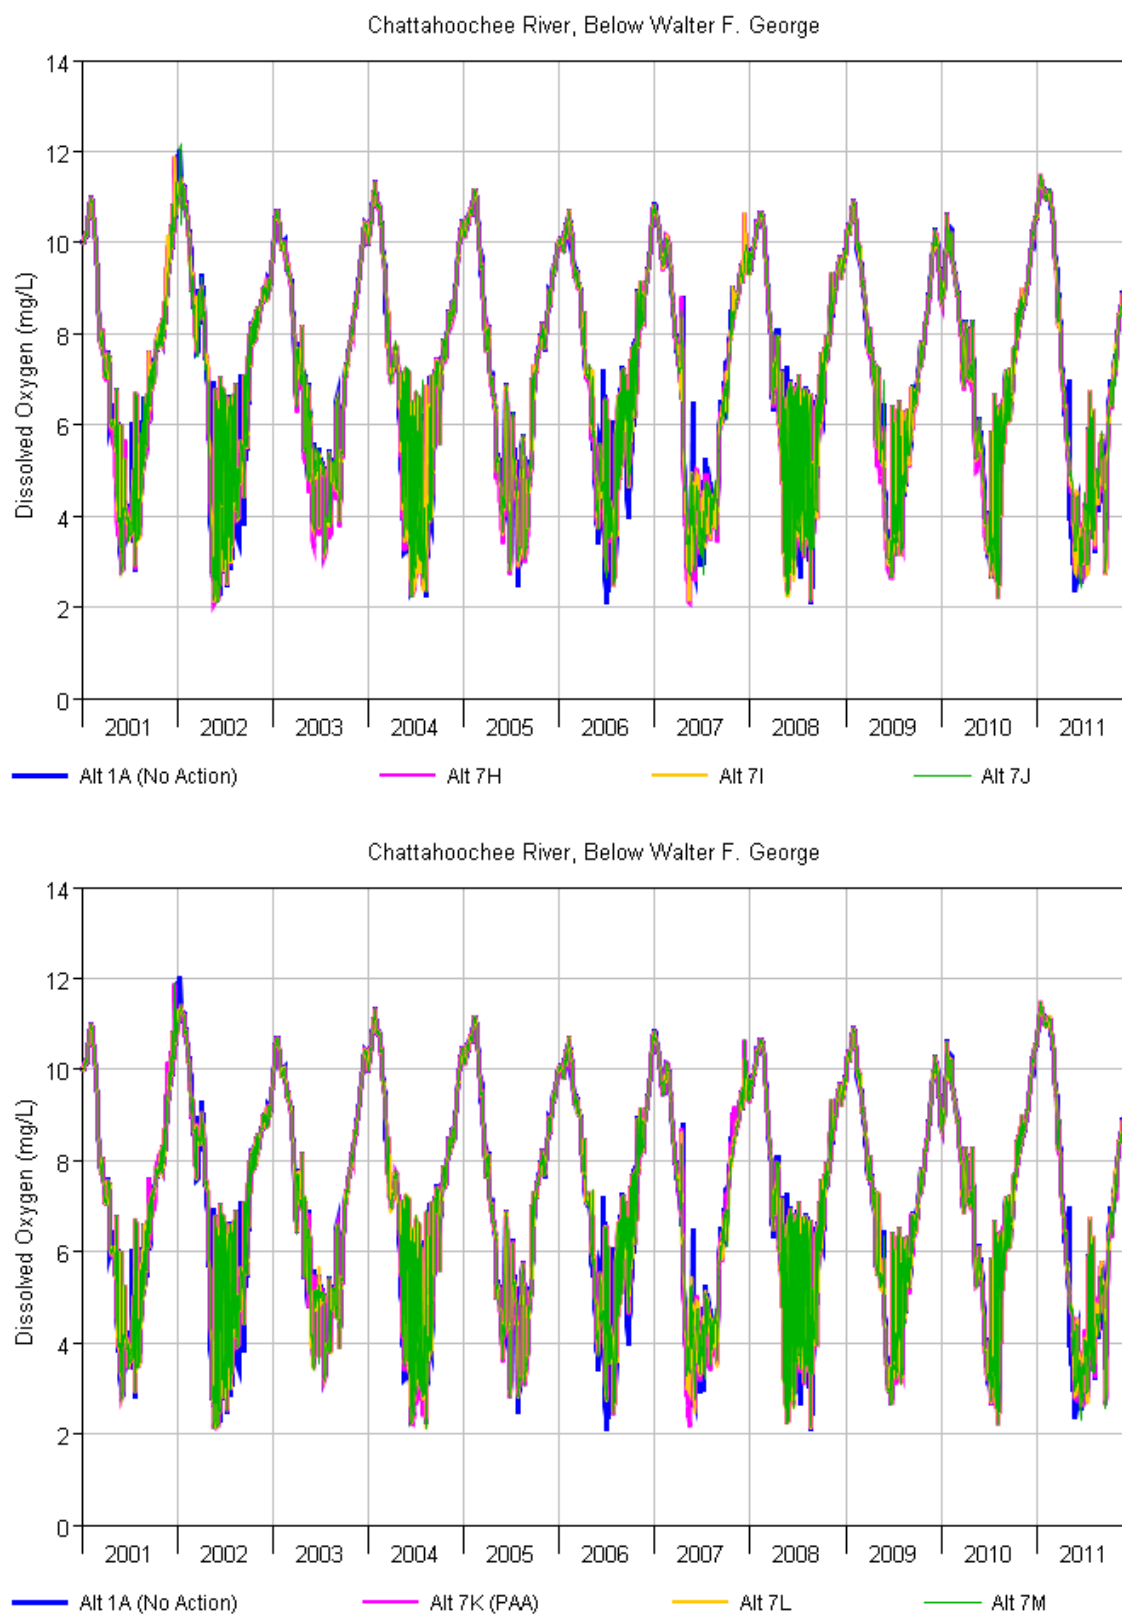 Chattahoochee River, Below Walter F. George
14
12
10
8
6
4
2
0
Dissolved Oxygen (mg/L)
2001 2002 2003 2004 2005 2006 2007 2008 2009 2010 2011
Alt 1A (No Action) Alt 7H Alt 7I Alt 7J
Chattahoochee River, Below Walter F. George
14
12
10
8
6
4
2
0
Dissolved Oxygen (mg/L)
2001 2002 2003 2004 2005 2006 2007 2008 2009 2010 2011
Alt 1A (No Action) Alt 7K (PAA) Alt 7L Alt 7M